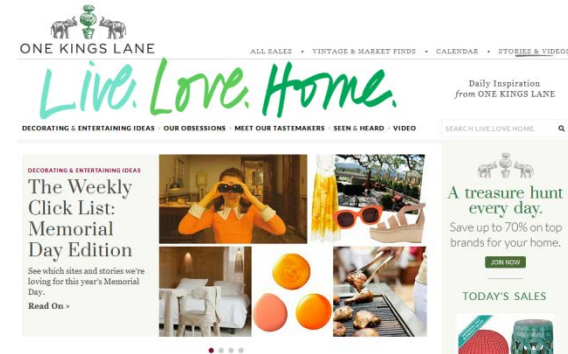 ONE KINGS LANE
ALL SALES • VINTAGE & MARKET FINDS • CALENDAR • STORIES & VIDEOS
Live. Love. Home.
Daily Inspiration
from ONE KINGS LANE
DECORATING & ENTERTAINING IDEAS • OUR OBSESSIONS • MEET OUR TASTEMAKERS • SEEN & HEARD • VIDEO
SEARCH LIVE.LOVE.HOME.
DECORATING & ENTERTAINING IDEAS
The Weekly
Click List:
Memorial
Day Edition
See which sites and stories we're
loving for this year's Memorial
Day.
Read On »
A treasure hunt
every day.
Save up to 70% on top
brands for your home.
JOIN NOW
TODAY'S SALES